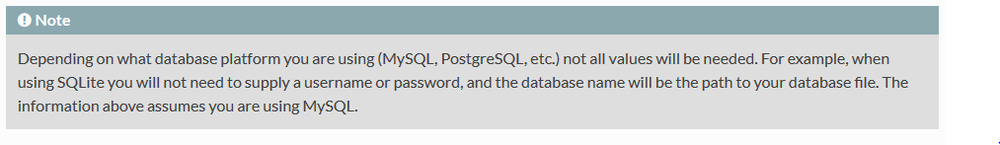 Note
Depending on what database platform you are using (MySQL, PostgreSQL, etc.) not all values will be needed. For example, when
using SQLite you will not need to supply a username or password, and the database name will be the path to your database file. The
information above assumes you are using MySQL.